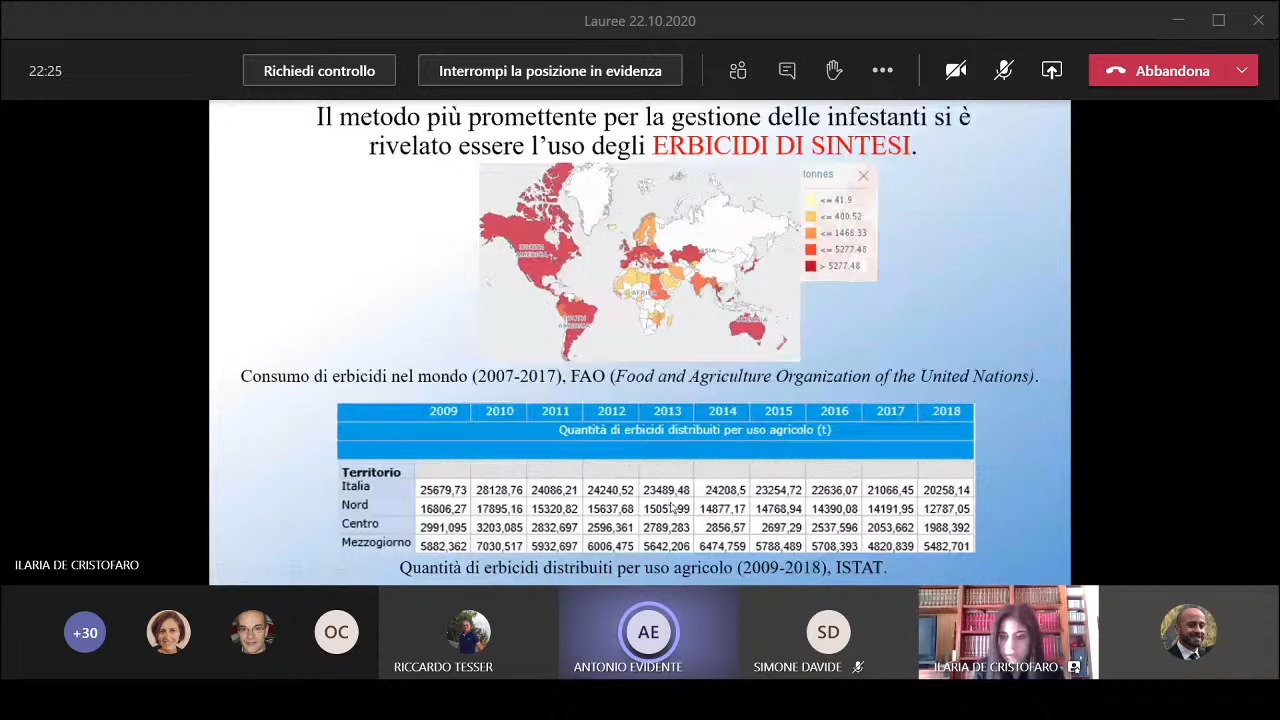 Lauree 22.10.2020
22:25
Richiedi controllo
Interrompi la posizione in evidenza
Abbandona
Il metodo più promettente per la gestione delle infestanti si è
rivelato essere l'uso degli ERBICIDI DI SINTESI.
tonnes
<= 41.9
<= 400.52
<= 1468.33
<= 5277.48
> 5277.48
NORTH
AMERICA
ASIA
AFRICA
SOUTH
AMERICA
Consumo di erbicidi nel mondo (2007-2017), FAO (Food and Agriculture Organization of the United Nations).
2009 2010 2011 2012 2013 2014 2015 2016 2017 2018
Quantità di erbicidi distribuiti per uso agricolo (t)
Territorio
Italia 25679,73 28128,76 24086,21 24240,52 23489,48 24208,5 23254,72 22636,07 21066,45 20258,14
Nord 16806,27 17895,16 15320,82 15637,68 15057,99 14877,17 14768,94 14390,08 14191,95 12787,05
Centro 2991,095 3203,085 2832,697 2596,361 2789,283 2856,57 2697,29 2537,596 2053,662 1988,392
Mezzogiorno 5882,362 7030,517 5932,697 6006,475 5642,206 6474,759 5788,489 5708,393 4820,839 5482,701
Quantità di erbicidi distribuiti per uso agricolo (2009-2018), ISTAT.
ILARIA DE CRISTOFARO
+30
OC
RICCARDO TESSER
AE
ANTONIO EVIDENTE
SD
SIMONE DAVIDE
ILARIA DE CRISTOFARO